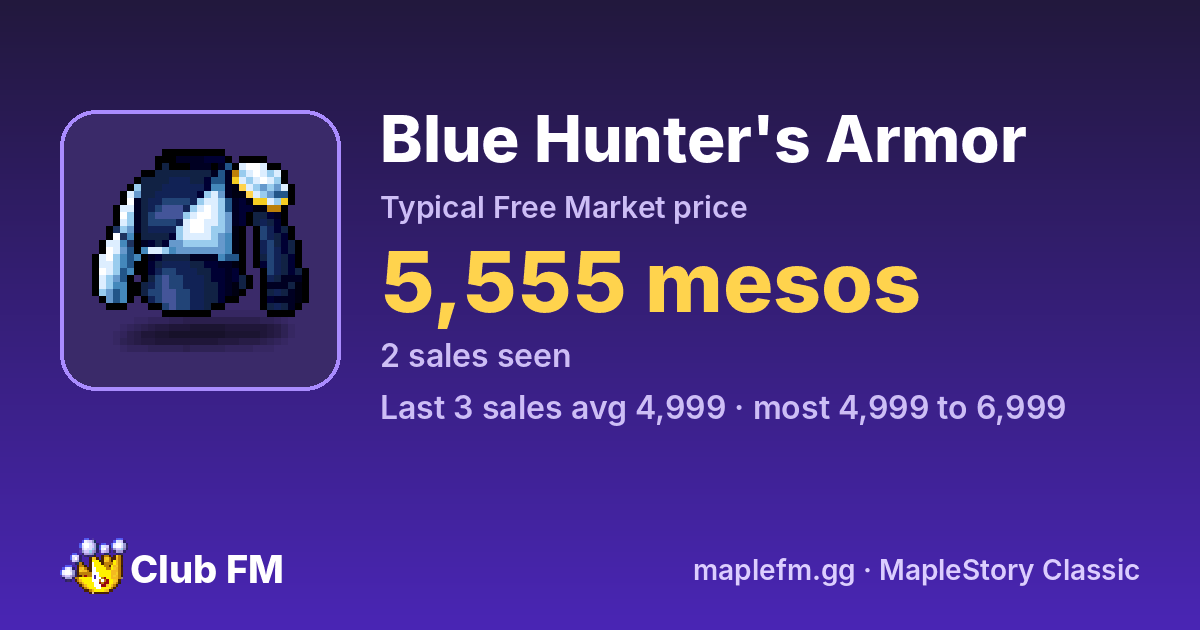 Blue Hunter's Armor
Typical Free Market price
5,555 mesos
2 sales seen
Last 3 sales avg 4,999 · most 4,999 to 6,999
Club FM
maplefm.gg · MapleStory Classic